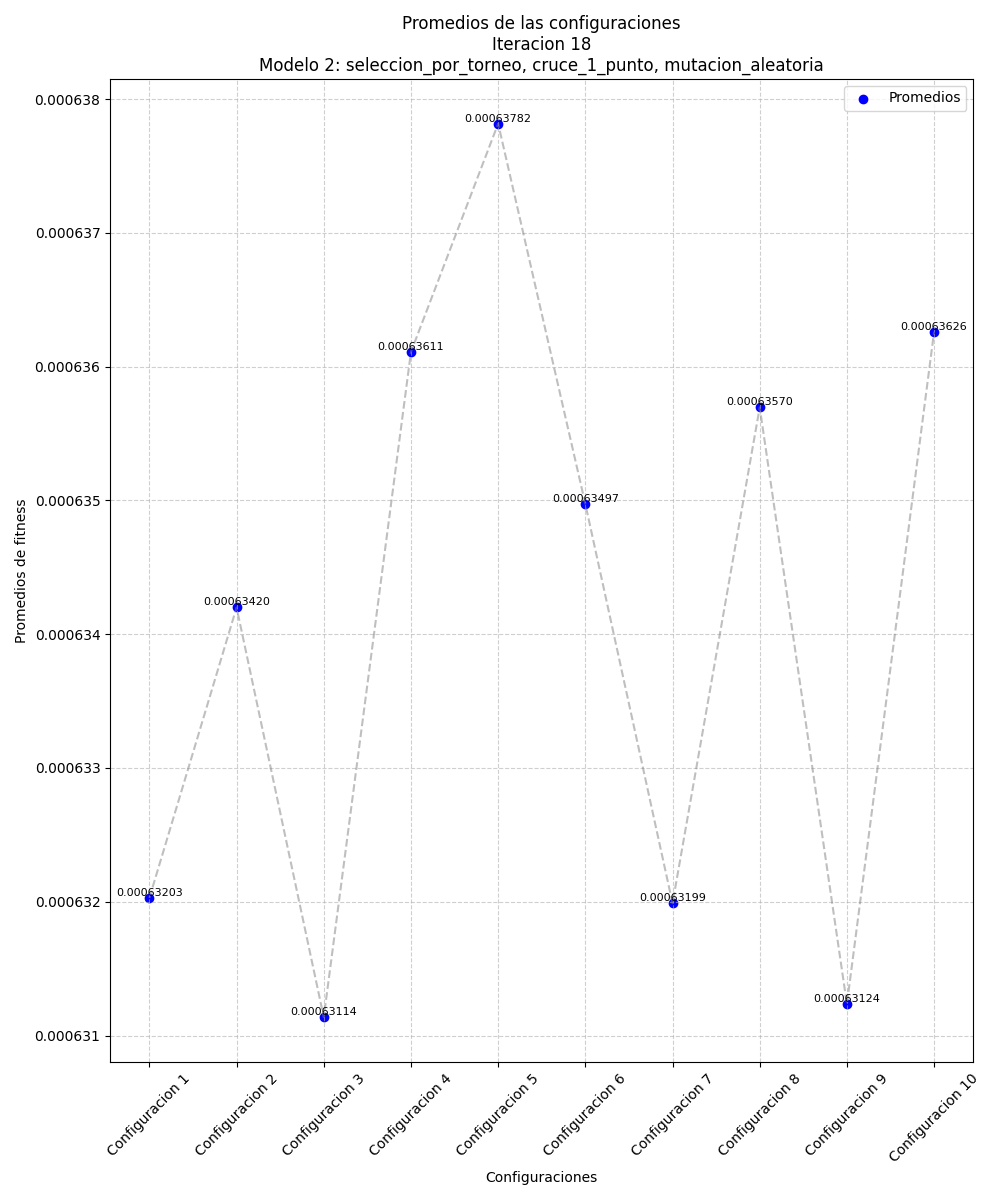 Promedios de las configuraciones
Iteracion 18
Modelo 2: seleccion_por_torneo, cruce_1_punto, mutacion_aleatoria
Promedios
0.000638
0.000637
0.000636
0.000635
0.000634
0.000633
0.000632
0.000631
Promedios de fitness
0.00063203
0.00063420
0.00063114
0.00063611
0.00063782
0.00063497
0.00063199
0.00063570
0.00063124
0.00063626
Configuracion 1
Configuracion 2
Configuracion 3
Configuracion 4
Configuracion 5
Configuracion 6
Configuracion 7
Configuracion 8
Configuracion 9
Configuracion 10
Configuraciones